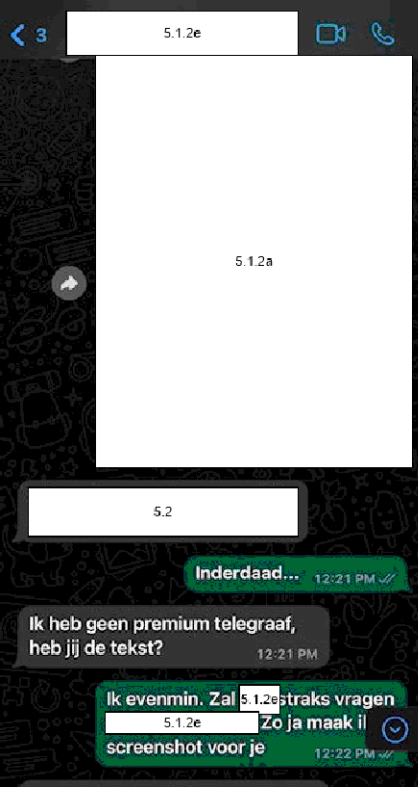 3
5.1.2e
5.1.2a
5.2
Inderdaad...
12:21 PM
Ik heb geen premium telegraaf,
heb jij de tekst?
12:21 PM
Ik evenmin. Zal 5.1.2e straks vragen
5.1.2e Zo ja maak
screenshot voor je
12:22 PM